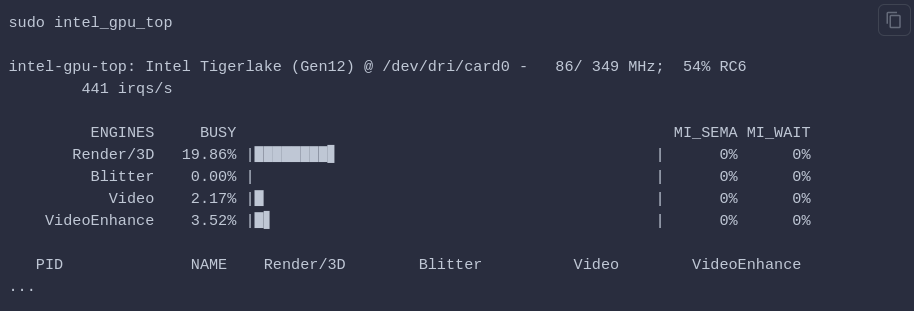 sudo intel_gpu_top
intel-gpu-top: Intel Tigerlake (Gen12) @ /dev/dri/card0 -   86/ 349 MHz;  54% RC6
        441 irqs/s
         ENGINES     BUSY                                                MI_SEMA MI_WAIT
       Render/3D   19.86% |████████▊                                   |      0%      0%
         Blitter    0.00% |                                            |      0%      0%
           Video    2.17% |█                                           |      0%      0%
    VideoEnhance    3.52% |█▋                                          |      0%      0%
   PID              NAME    Render/3D        Blitter          Video        VideoEnhance
...